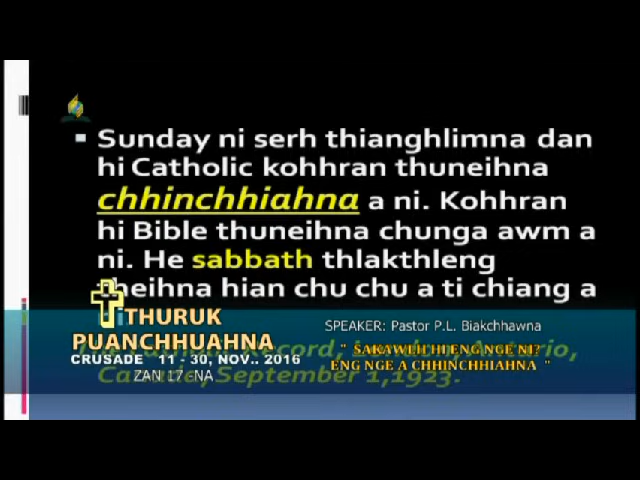 Sunday ni serh thianghlimna dan
hi Catholic kohhran thuneihna
chhinchhiahna a ni. Kohhran
hi Bible thuneihna chunga awm a
ni. He sabbath thlakthleng
theihna hian chu chu a ti chiang a
THURUK
PUANCHHUAHNA
CRUSADE 11 - 30, NOV.. 2016
ZAN 17 -NA
SPEAKER: Pastor P.L. Biakchhawna
" SAKAWLH HI ENG NGE NI?
ENG NGE A CHHINCHHIAHNA "
Record, Ontario,
September 1,1923.